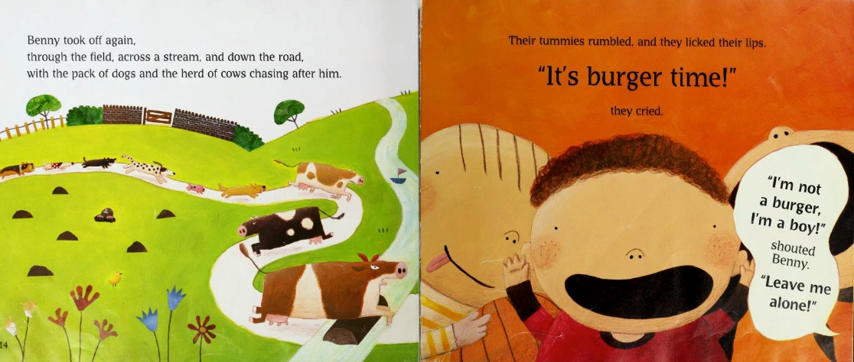 Benny took off again,
through the field, across a stream, and down the road,
with the pack of dogs and the herd of cows chasing after him.
14
Their tummies rumbled, and they licked their lips.
“It’s burger time!”
they cried.
“I’m not
a burger,
I’m a boy!”
shouted
Benny.
“Leave me
alone!”